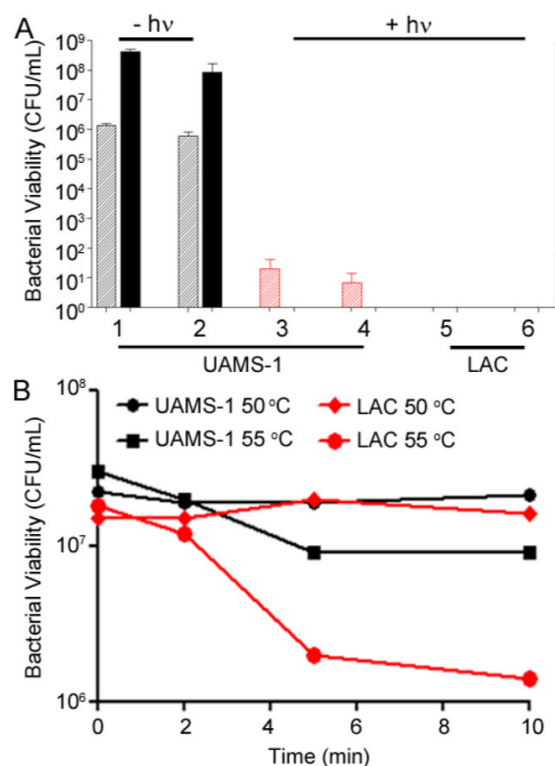 A
- hν
+ hν
Bacterial Viability (CFU/mL)
10⁹
10⁸
10⁷
10⁶
10⁵
10⁴
10³
10²
10¹
10⁰
1 2 3 4 5 6
UAMS-1 LAC
B
UAMS-1 50 °C LAC 50 °C
UAMS-1 55 °C LAC 55 °C
Bacterial Viability (CFU/mL)
10⁸
10⁷
10⁶
0 2 4 6 8 10
Time (min)